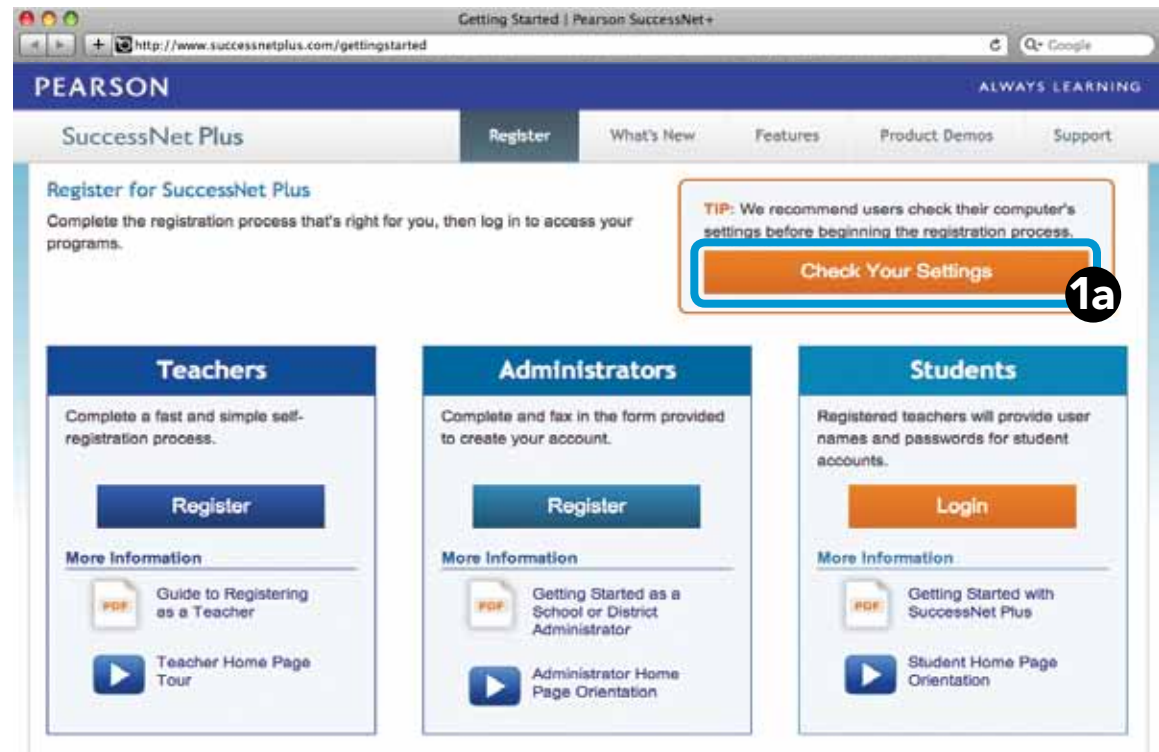 Getting Started | Pearson SuccessNet+
http://www.successnetplus.com/gettingstarted
Google
PEARSON
ALWAYS LEARNING
SuccessNet Plus
Register
What's New
Features
Product Demos
Support
Register for SuccessNet Plus
Complete the registration process that's right for you, then log in to access your
programs.
TIP: We recommend users check their computer's
settings before beginning the registration process.
Check Your Settings
1a
Teachers
Complete a fast and simple self-
registration process.
Register
More Information
PDF
Guide to Registering
as a Teacher
Teacher Home Page
Tour
Administrators
Complete and fax in the form provided
to create your account.
Register
More Information
PDF
Getting Started as a
School or District
Administrator
Administrator Home
Page Orientation
Students
Registered teachers will provide user
names and passwords for student
accounts.
Login
More Information
PDF
Getting Started with
SuccessNet Plus
Student Home Page
Orientation